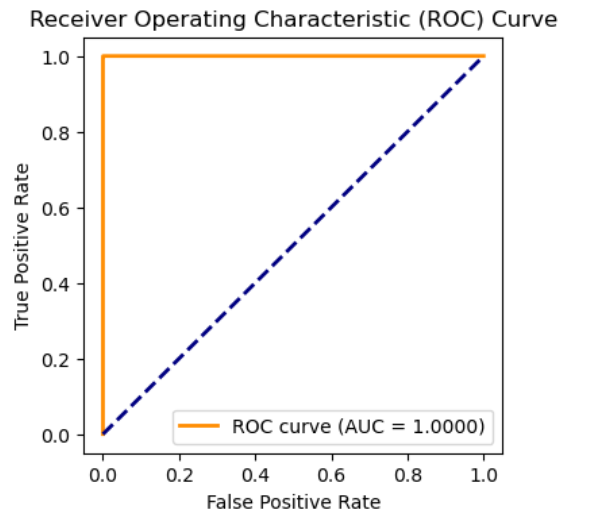 Receiver Operating Characteristic (ROC) Curve
True Positive Rate
1.0
0.8
0.6
0.4
0.2
0.0
ROC curve (AUC = 1.0000)
0.0 0.2 0.4 0.6 0.8 1.0
False Positive Rate